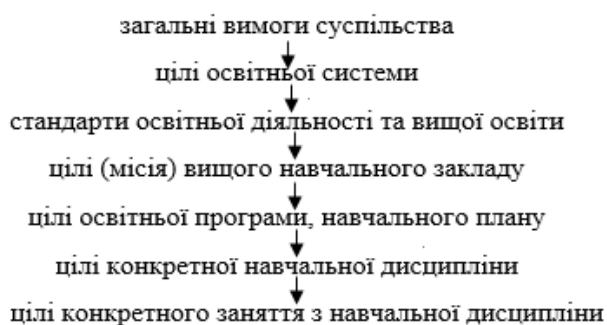 загальні вимоги суспільства
цілі освітньої системи
стандарти освітньої діяльності та вищої освіти
цілі (місія) вищого навчального закладу
цілі освітньої програми, навчального плану
цілі конкретної навчальної дисципліни
цілі конкретного заняття з навчальної дисципліни